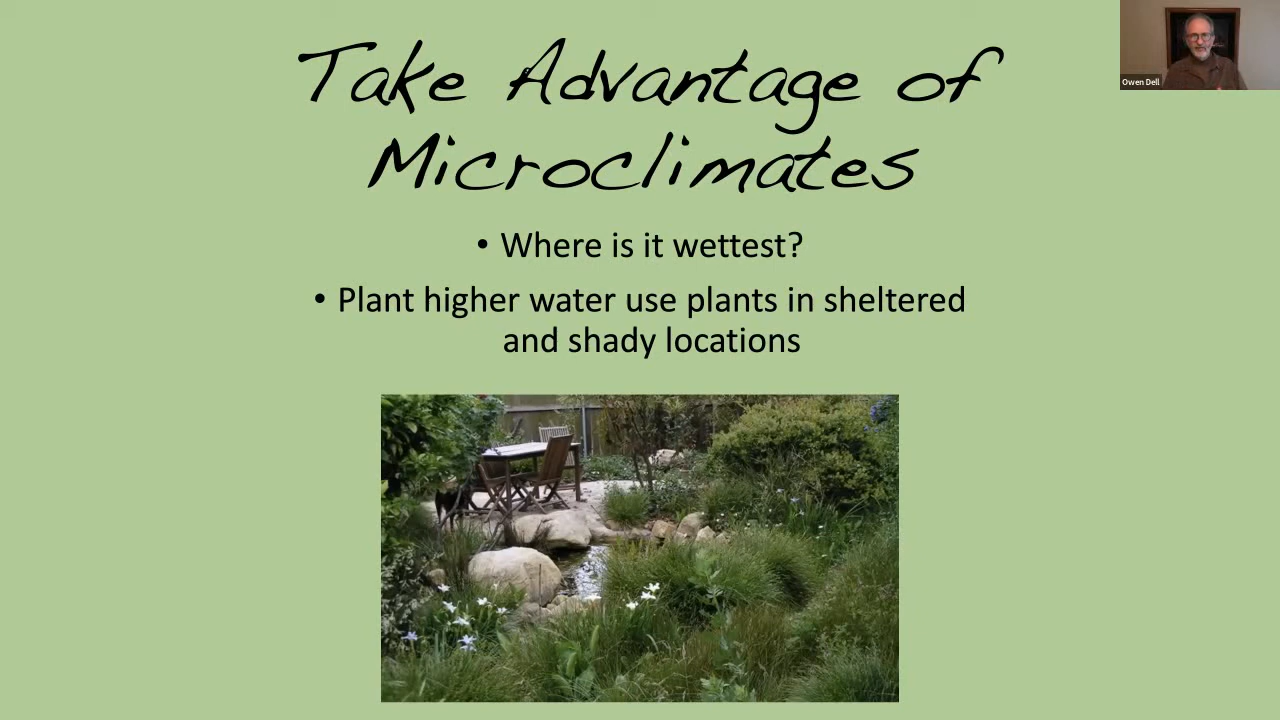 Take Advantage of
Microclimates
• Where is it wettest?
• Plant higher water use plants in sheltered
and shady locations
Owen Dell